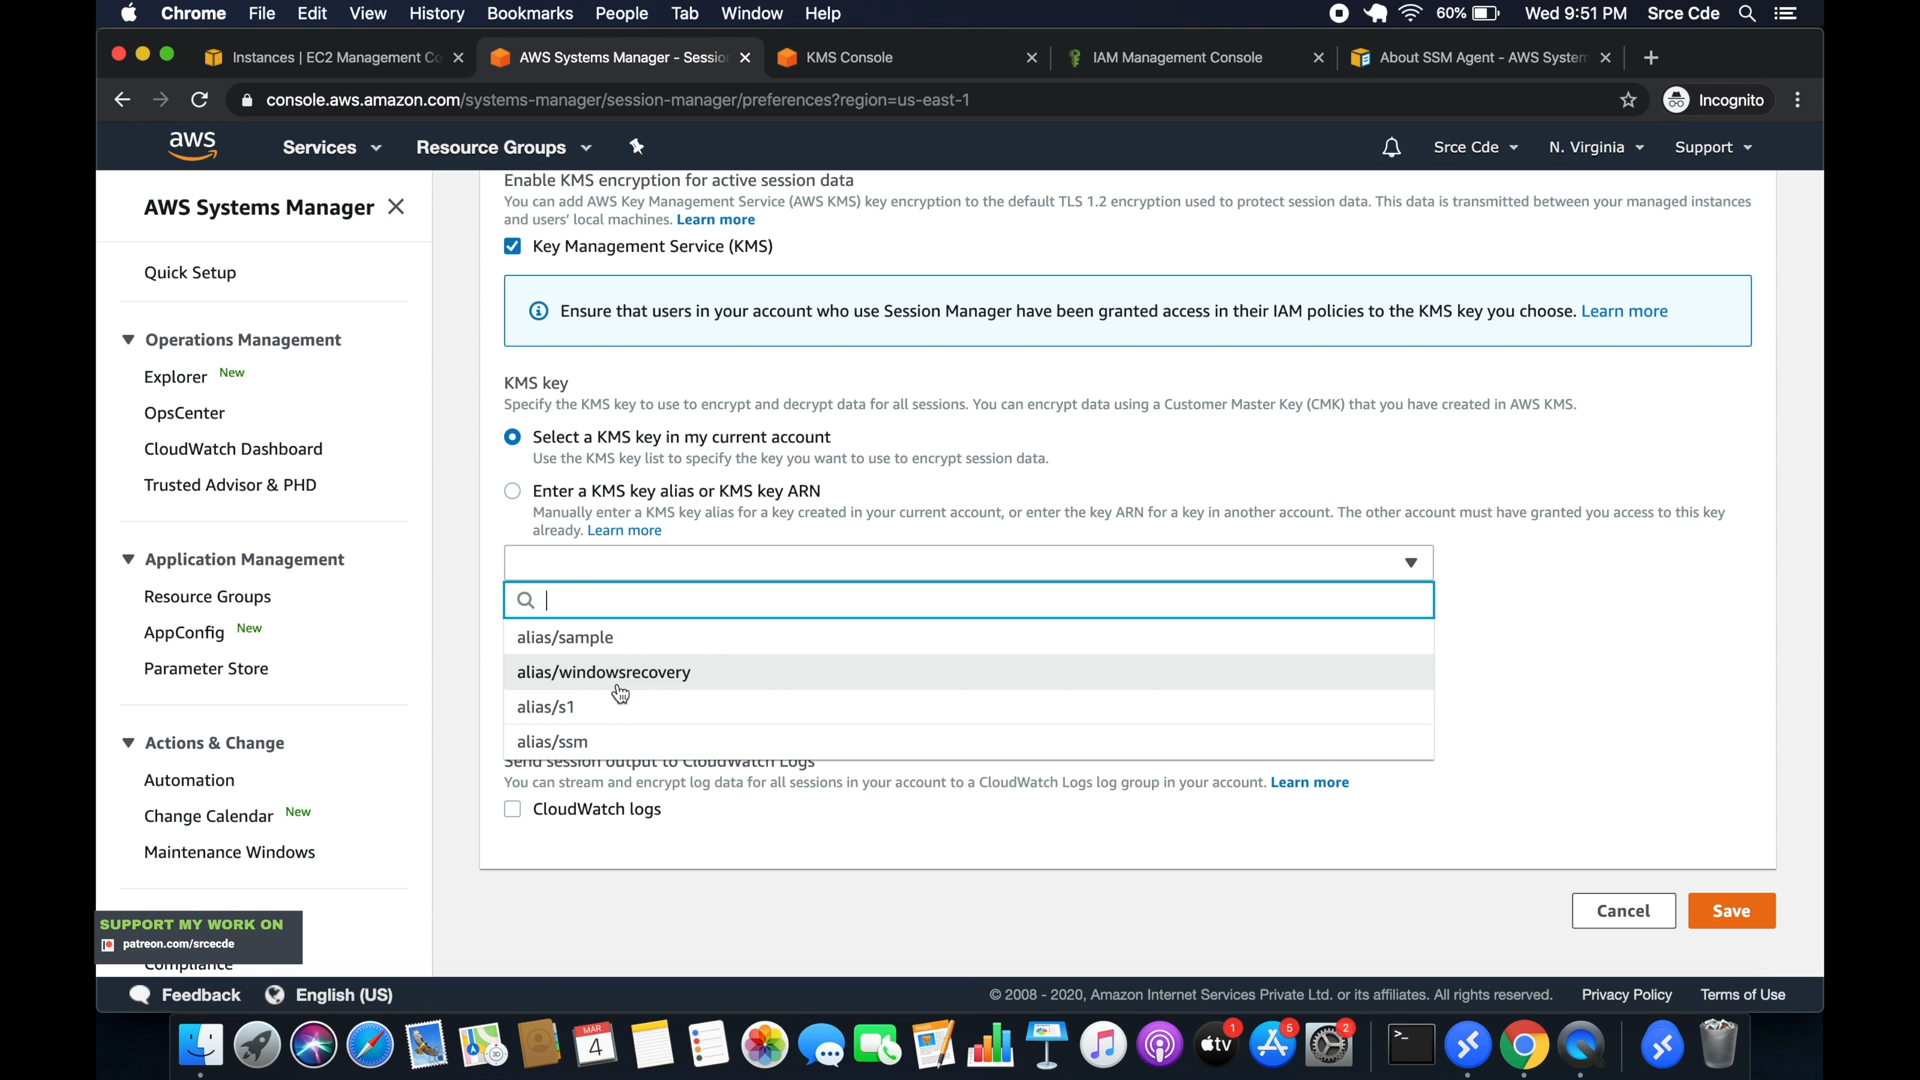 Chrome File Edit View History Bookmarks People Tab Window Help
60% Wed 9:51 PM Srce Cde
Instances | EC2 Management Co
AWS Systems Manager - Session
KMS Console
IAM Management Console
About SSM Agent - AWS System
console.aws.amazon.com/systems-manager/session-manager/preferences?region=us-east-1
Incognito
aws
Services
Resource Groups
Srce Cde
N. Virginia
Support
AWS Systems Manager
Quick Setup
Operations Management
Explorer New
OpsCenter
CloudWatch Dashboard
Trusted Advisor & PHD
Application Management
Resource Groups
AppConfig New
Parameter Store
Actions & Change
Automation
Change Calendar New
Maintenance Windows
Compliance
SUPPORT MY WORK ON
patreon.com/srcecde
Enable KMS encryption for active session data
You can add AWS Key Management Service (AWS KMS) key encryption to the default TLS 1.2 encryption used to protect session data. This data is transmitted between your managed instances
and users' local machines. Learn more
Key Management Service (KMS)
Ensure that users in your account who use Session Manager have been granted access in their IAM policies to the KMS key you choose. Learn more
KMS key
Specify the KMS key to use to encrypt and decrypt data for all sessions. You can encrypt data using a Customer Master Key (CMK) that you have created in AWS KMS.
Select a KMS key in my current account
Use the KMS key list to specify the key you want to use to encrypt session data.
Enter a KMS key alias or KMS key ARN
Manually enter a KMS key alias for a key created in your current account, or enter the key ARN for a key in another account. The other account must have granted you access to this key
already. Learn more
alias/sample
alias/windowsrecovery
alias/s1
alias/ssm
Send session output to CloudWatch Logs
You can stream and encrypt log data for all sessions in your account to a CloudWatch Logs log group in your account. Learn more
CloudWatch logs
Cancel
Save
Feedback
English (US)
© 2008 - 2020, Amazon Internet Services Private Ltd. or its affiliates. All rights reserved.
Privacy Policy
Terms of Use
MAR
4
3D
tv
1
5
2